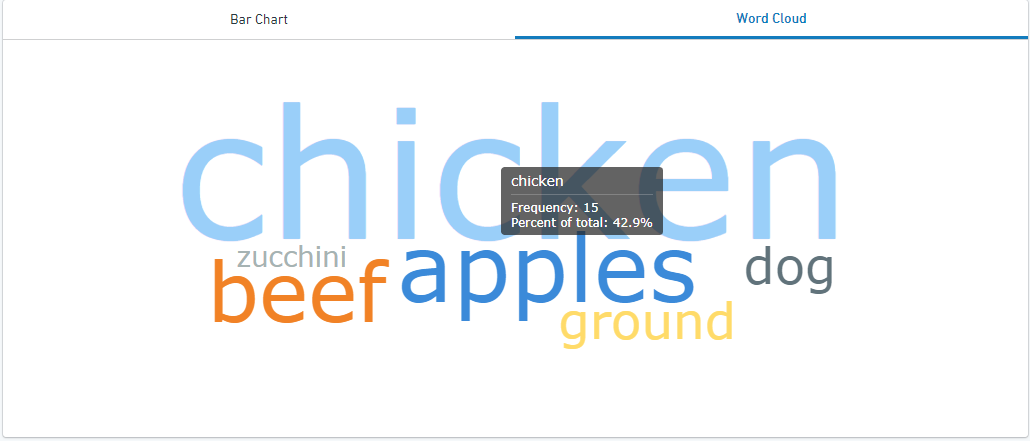 Bar Chart
Word Cloud
chicken
chicken
Frequency: 15
Percent of total: 42.9%
zucchini
beef
apples
dog
ground